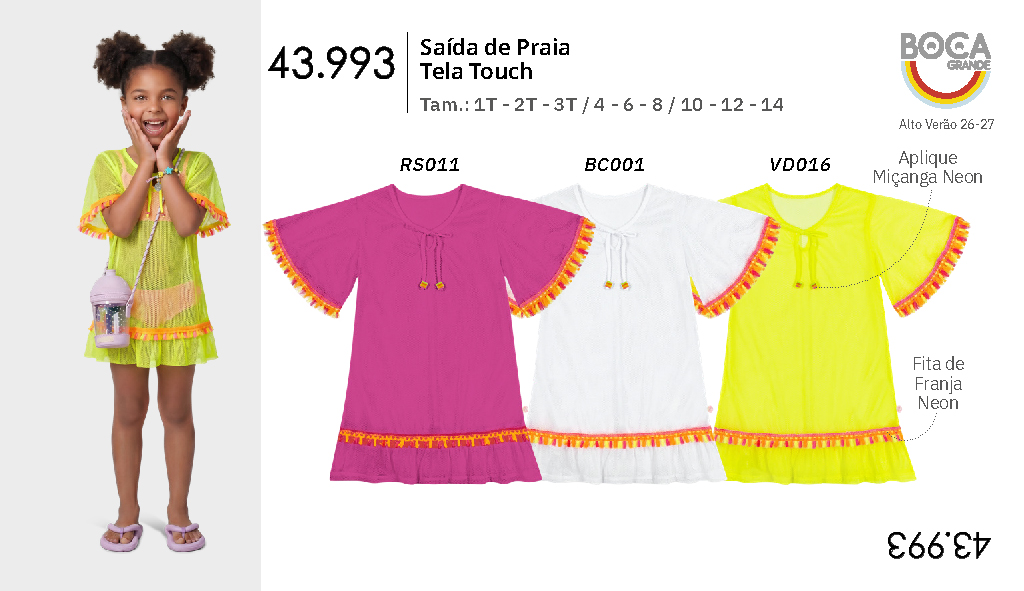 43.993
Saída de Praia
Tela Touch
Tam.: 1T - 2T - 3T / 4 - 6 - 8 / 10 - 12 - 14
BOCA
GRANDE
Alto Verão 26-27
RS011
BC001
VD016
Aplique
Miçanga Neon
Fita de
Franja
Neon
43.993